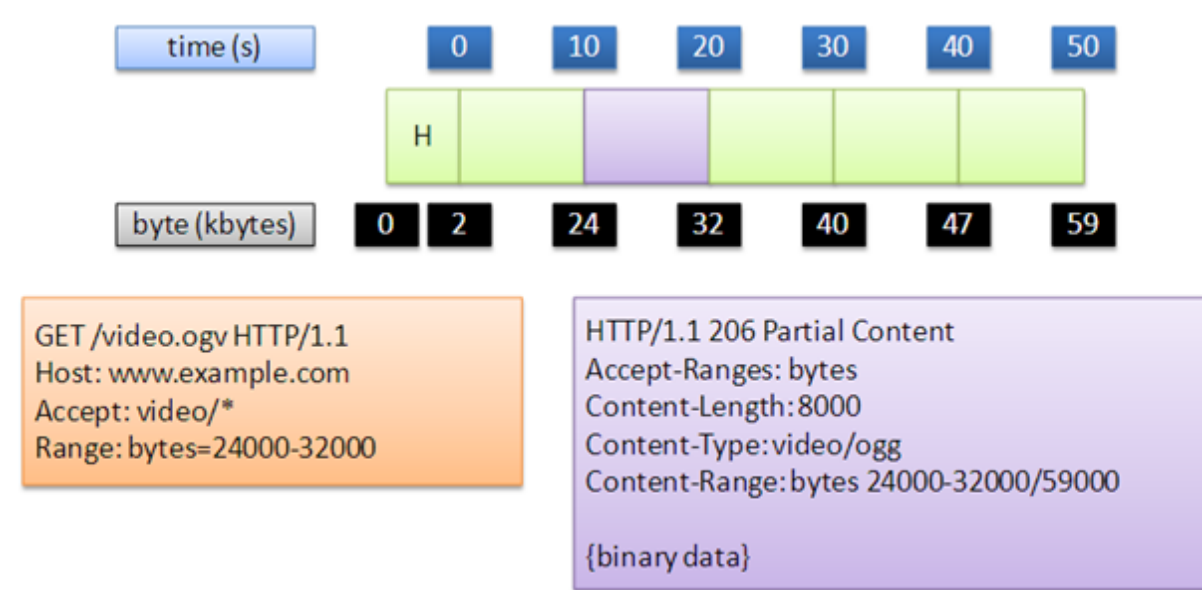 time (s) 0 10 20 30 40 50
H
byte (kbytes) 0 2 24 32 40 47 59
GET /video.ogv HTTP/1.1
Host: www.example.com
Accept: video/*
Range: bytes=24000-32000
HTTP/1.1 206 Partial Content
Accept-Ranges: bytes
Content-Length: 8000
Content-Type: video/ogg
Content-Range: bytes 24000-32000/59000
{binary data}